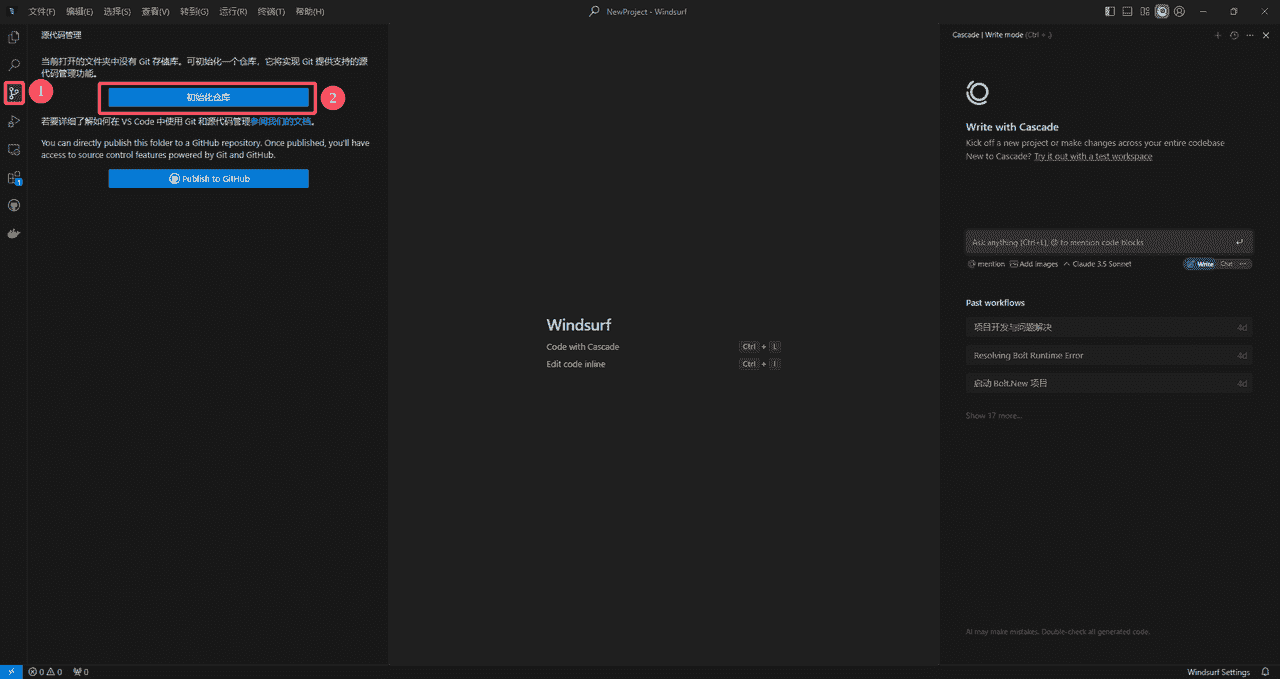 文件(F) 编辑(E) 选择(S) 查看(V) 转到(G) 运行(R) 终端(T) 帮助(H)
NewProject - Windsurf
源代码管理
当前打开的文件夹中没有 Git 存储库。可初始化一个仓库，它将实现 Git 提供支持的源
代码管理功能。
1
初始化仓库
2
若要详细了解如何在 VS Code 中使用 Git 和源代码管理参阅我们的文档。
You can directly publish this folder to a GitHub repository. Once published, you'll have
access to source control features powered by Git and GitHub.
Publish to GitHub
1
Windsurf
Code with Cascade Ctrl + L
Edit code inline Ctrl + I
Cascade | Write mode (Ctrl + .)
Write with Cascade
Kick off a new project or make changes across your entire codebase
New to Cascade? Try it out with a test workspace
Ask anything (Ctrl+L), @ to mention code blocks
mention Add Images Claude 3.5 Sonnet Write Chat
Past workflows
项目开发与问题解决 4d
Resolving Bolt Runtime Error 4d
启动 Bolt.New 项目 4d
Show 17 more...
AI may make mistakes. Double-check all generated code.
0 0 0
Windsurf Settings